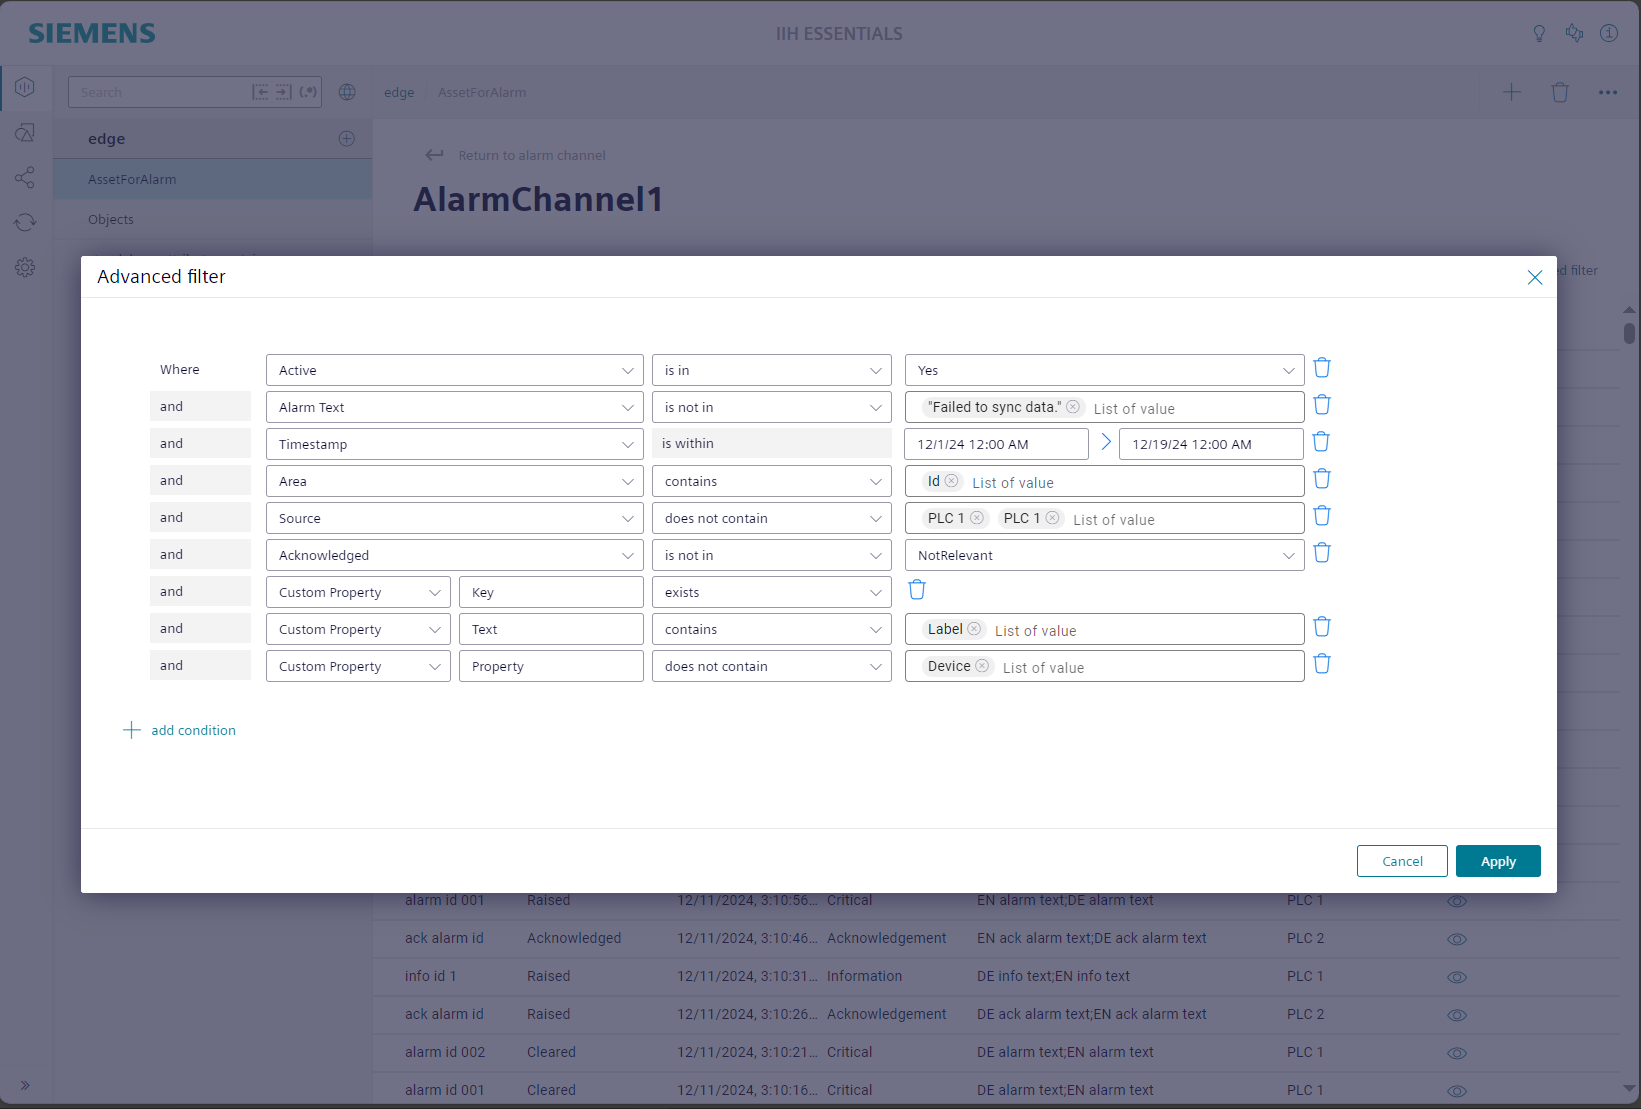 SIEMENS
IIH ESSENTIALS
Search
(.*)
edge
AssetForAlarm
edge
AssetForAlarm
Objects
Return to alarm channel
AlarmChannel1
ed filter
Advanced filter
Where Active is in Yes
and Alarm Text is not in "Failed to sync data." List of value
and Timestamp is within 12/1/24 12:00 AM 12/19/24 12:00 AM
and Area contains Id List of value
and Source does not contain PLC 1 PLC 1 List of value
and Acknowledged is not in NotRelevant
and Custom Property Key exists
and Custom Property Text contains Label List of value
and Custom Property Property does not contain Device List of value
add condition
Cancel Apply
alarm id 001 Raised 12/11/2024, 3:10:56... Critical EN alarm text;DE alarm text PLC 1
ack alarm id Acknowledged 12/11/2024, 3:10:46... Acknowledgement EN ack alarm text;DE ack alarm text PLC 2
info id 1 Raised 12/11/2024, 3:10:31... Information DE info text;EN info text PLC 1
ack alarm id Raised 12/11/2024, 3:10:26... Acknowledgement DE ack alarm text;EN ack alarm text PLC 2
alarm id 002 Cleared 12/11/2024, 3:10:21... Critical DE alarm text;EN alarm text PLC 1
alarm id 001 Cleared 12/11/2024, 3:10:16... Critical DE alarm text;EN alarm text PLC 1